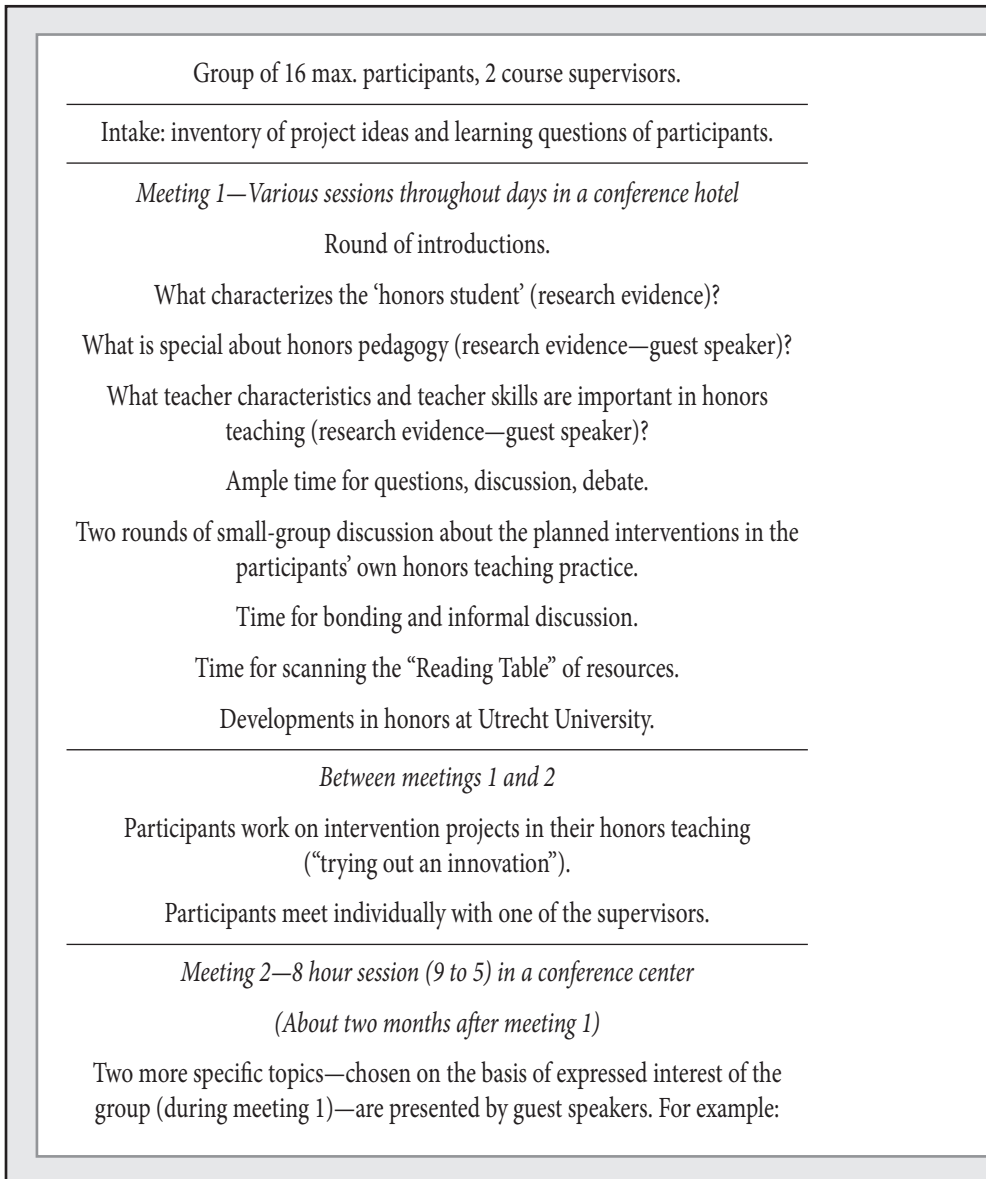 Group of 16 max. participants, 2 course supervisors.
Intake: inventory of project ideas and learning questions of participants.
Meeting 1—Various sessions throughout days in a conference hotel
Round of introductions.
What characterizes the ‘honors student’ (research evidence)?
What is special about honors pedagogy (research evidence—guest speaker)?
What teacher characteristics and teacher skills are important in honors
teaching (research evidence—guest speaker)?
Ample time for questions, discussion, debate.
Two rounds of small-group discussion about the planned interventions in the
participants’ own honors teaching practice.
Time for bonding and informal discussion.
Time for scanning the “Reading Table” of resources.
Developments in honors at Utrecht University.
Between meetings 1 and 2
Participants work on intervention projects in their honors teaching
(“trying out an innovation”).
Participants meet individually with one of the supervisors.
Meeting 2—8 hour session (9 to 5) in a conference center
(About two months after meeting 1)
Two more specific topics—chosen on the basis of expressed interest of the
group (during meeting 1)—are presented by guest speakers. For example: